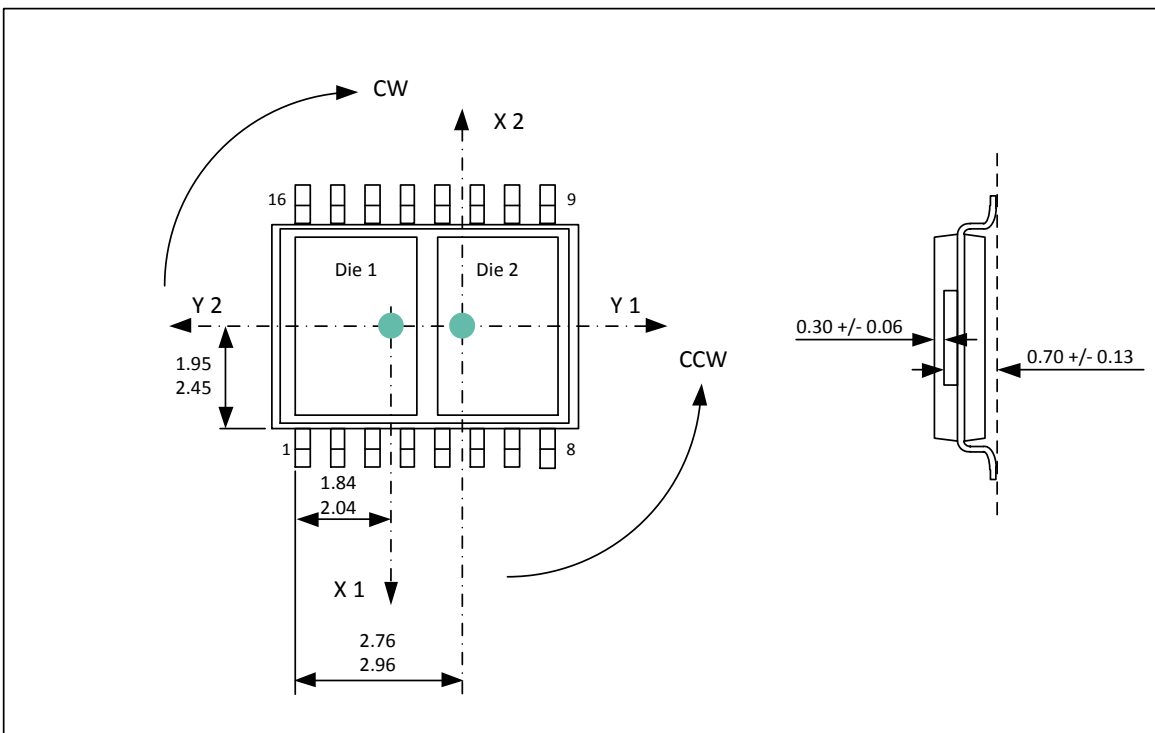 CW
X 2
16
9
Die 1
Die 2
Y 2
Y 1
1.95
2.45
CCW
1
8
1.84
2.04
X 1
2.76
2.96
0.30 +/- 0.06
0.70 +/- 0.13